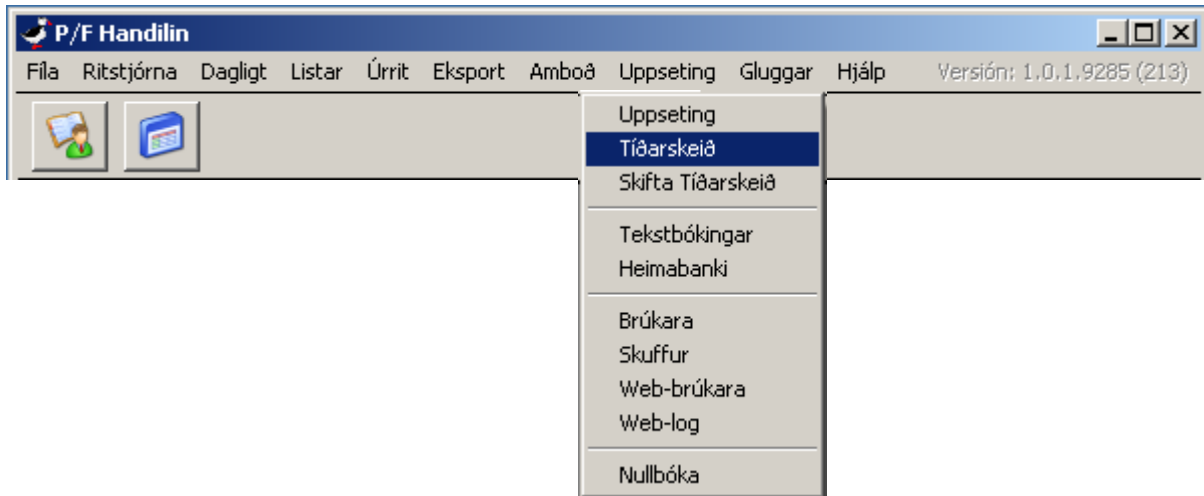 P/F Handilin
Fíla Ritstjórna Dagligt Listar Úrrit Eksport Amboð Uppseting Gluggar Hjálp Versión: 1.0.1.9285 (213)
Uppseting
Tíðarskeið
Skifta Tíðarskeið
Tekstbókingar
Heimabanki
Brúkara
Skuffur
Web-brúkara
Web-log
Nullbóka